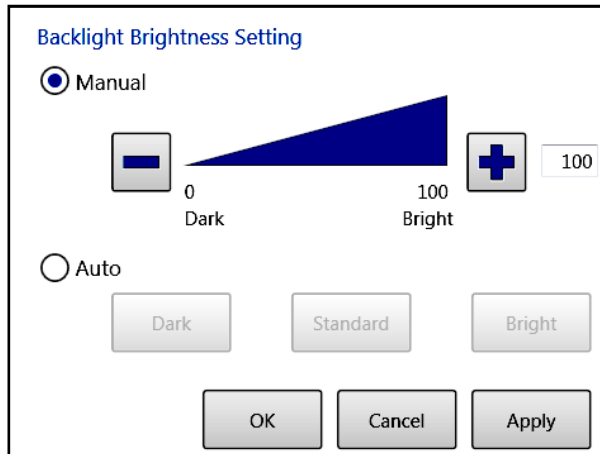 Backlight Brightness Setting
Manual
100
0 100
Dark Bright
Auto
Dark Standard Bright
OK Cancel Apply